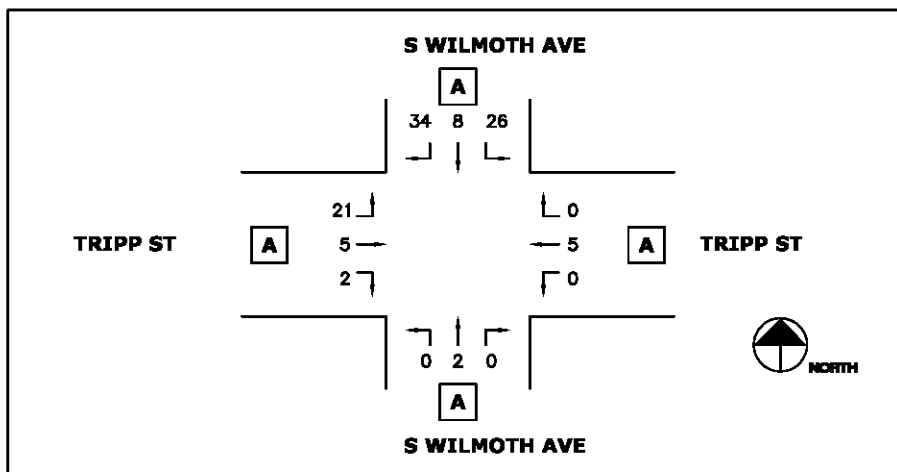 S WILMOTH AVE
A
34 8 26
21 0
TRIPP ST A 5 5 A TRIPP ST
2 0
0 2 0
NORTH
A
S WILMOTH AVE